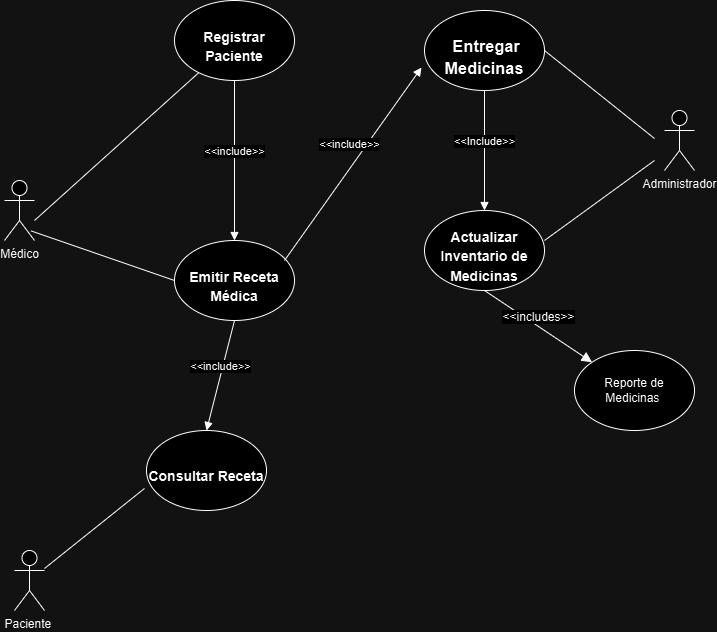 Registrar
Paciente
Entregar
Medicinas
<<include>>
<<include>>
<<Include>>
Administrador
Médico
Emitir Receta
Médica
Actualizar
Inventario de
Medicinas
<<includes>>
<<include>>
Reporte de
Medicinas
Consultar Receta
Paciente